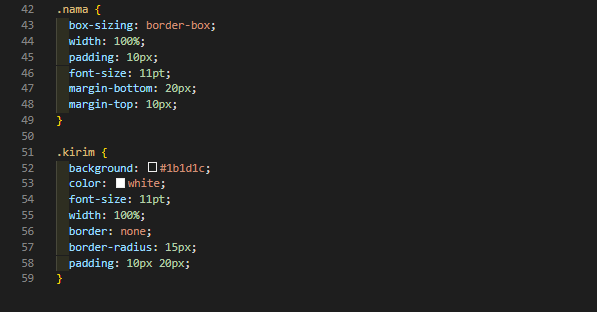 42 .nama {
43 box-sizing: border-box;
44 width: 100%;
45 padding: 10px;
46 font-size: 11pt;
47 margin-bottom: 20px;
48 margin-top: 10px;
49 }
50
51 .kirim {
52 background: #1b1d1c;
53 color: white;
54 font-size: 11pt;
55 width: 100%;
56 border: none;
57 border-radius: 15px;
58 padding: 10px 20px;
59 }